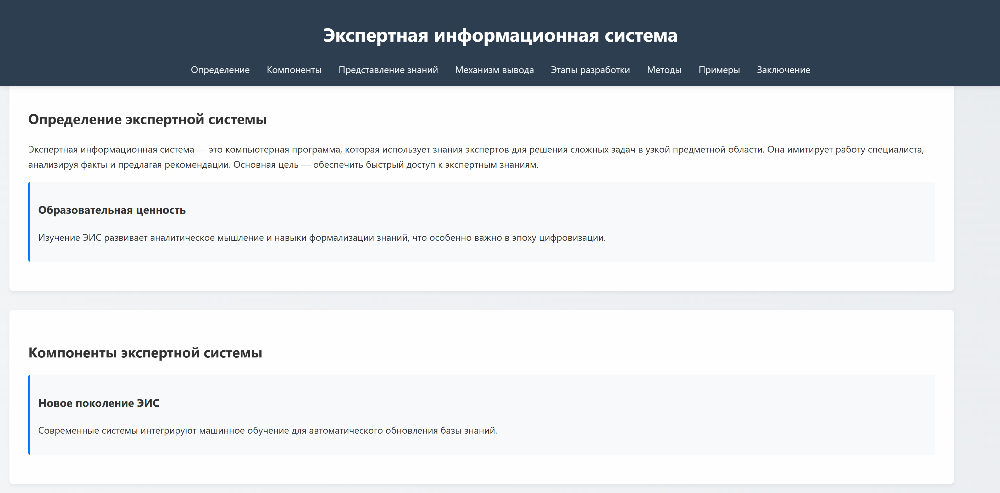 Экспертная информационная система
Определение Компоненты Представление знаний Механизм вывода Этапы разработки Методы Примеры Заключение
Определение экспертной системы
Экспертная информационная система — это компьютерная программа, которая использует знания экспертов для решения сложных задач в узкой предметной области. Она имитирует работу специалиста,
анализируя факты и предлагая рекомендации. Основная цель — обеспечить быстрый доступ к экспертным знаниям.
Образовательная ценность
Изучение ЭИС развивает аналитическое мышление и навыки формализации знаний, что особенно важно в эпоху цифровизации.
Компоненты экспертной системы
Новое поколение ЭИС
Современные системы интегрируют машинное обучение для автоматического обновления базы знаний.